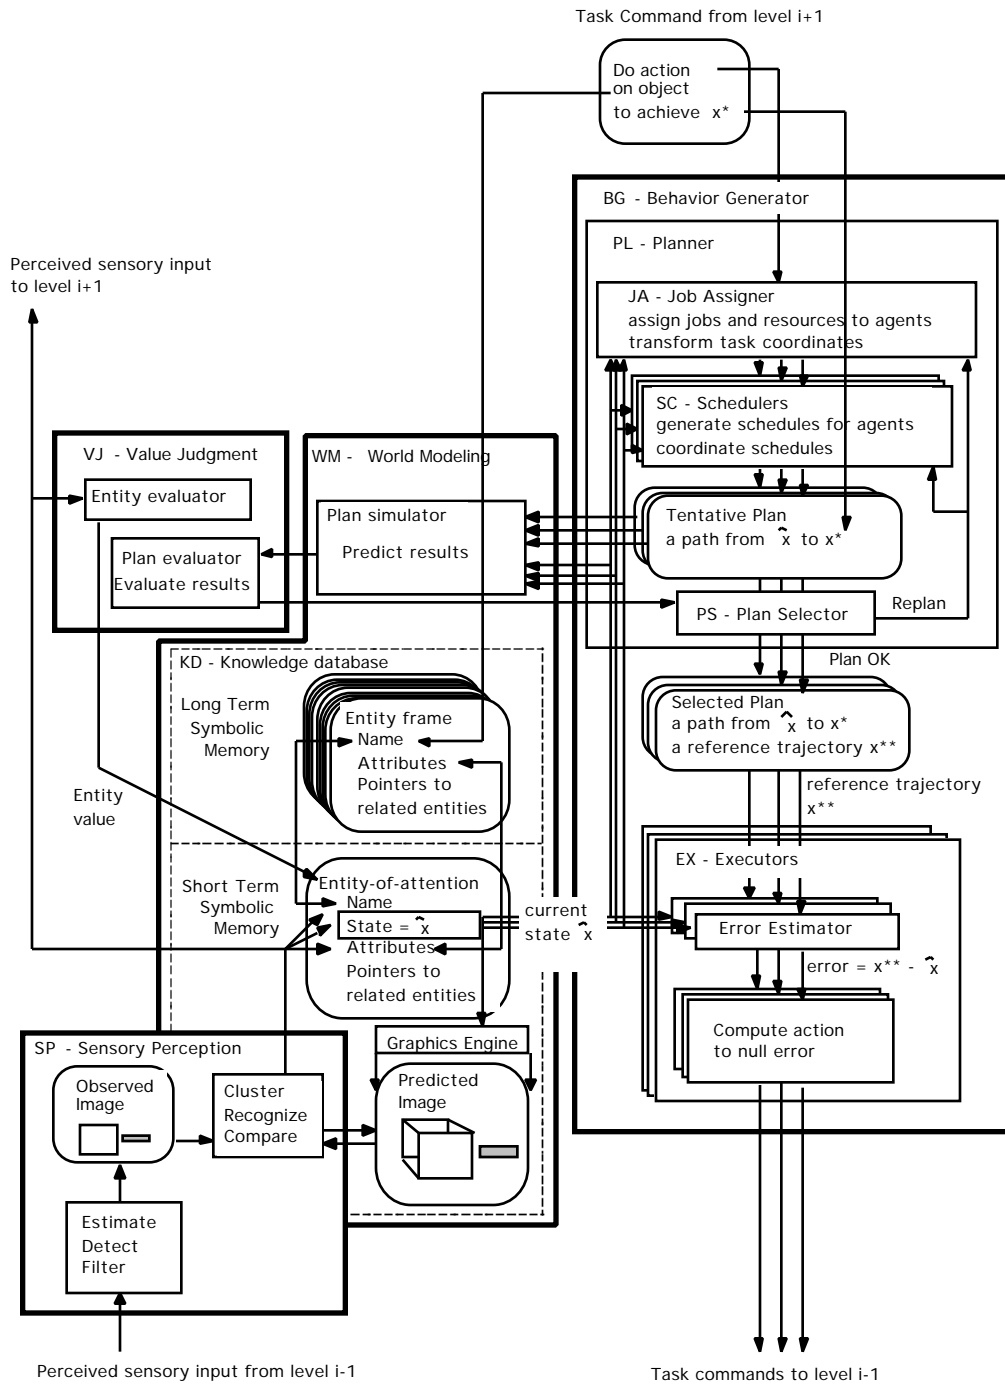 Task Command from level i+1
Do action
on object
to achieve x*
BG - Behavior Generator
PL - Planner
Perceived sensory input
to level i+1
JA - Job Assigner
assign jobs and resources to agents
transform task coordinates
SC - Schedulers
generate schedules for agents
coordinate schedules
VJ - Value Judgment
WM - World Modeling
Entity evaluator
Plan simulator
Predict results
Tentative Plan
a path from x̂ to x*
Plan evaluator
Evaluate results
PS - Plan Selector
Replan
Plan OK
KD - Knowledge database
Long Term
Symbolic
Memory
Entity frame
Name
Attributes
Pointers to
related entities
Selected Plan
a path from x̂ to x*
a reference trajectory x**
reference trajectory
x**
Entity
value
EX - Executors
Short Term
Symbolic
Memory
Entity-of-attention
Name
State = x̂
Attributes
Pointers to
related entities
current
state x̂
Error Estimator
error = x** - x̂
Compute action
to null error
Graphics Engine
Predicted
Image
SP - Sensory Perception
Observed
Image
Cluster
Recognize
Compare
Estimate
Detect
Filter
Perceived sensory input from level i-1
Task commands to level i-1